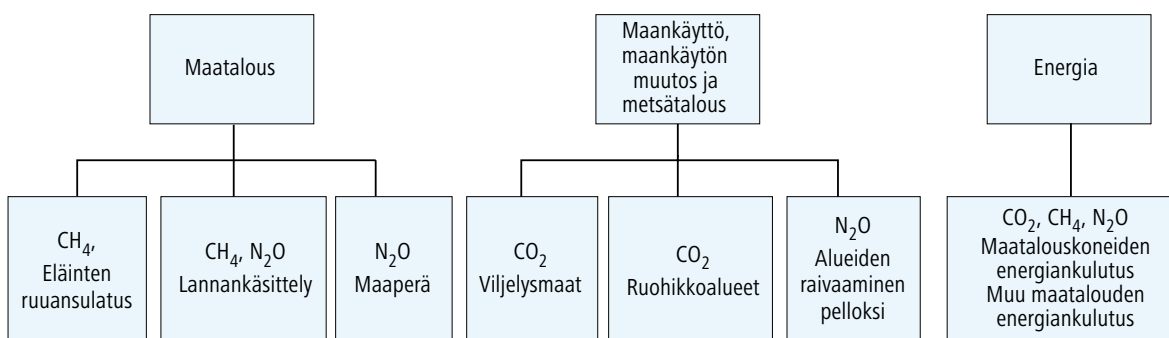 Maatalous
Maankäyttö,
maankäytön
muutos ja
metsätalous
Energia
CH₄,
Eläinten
ruuansulatus
CH₄, N₂O
Lannankäsittely
N₂O
Maaperä
CO₂
Viljelysmaat
CO₂
Ruohikkoalueet
N₂O
Alueiden
raivaaminen
pelloksi
CO₂, CH₄, N₂O
Maatalouskoneiden
energiankulutus
Muu maatalouden
energiankulutus